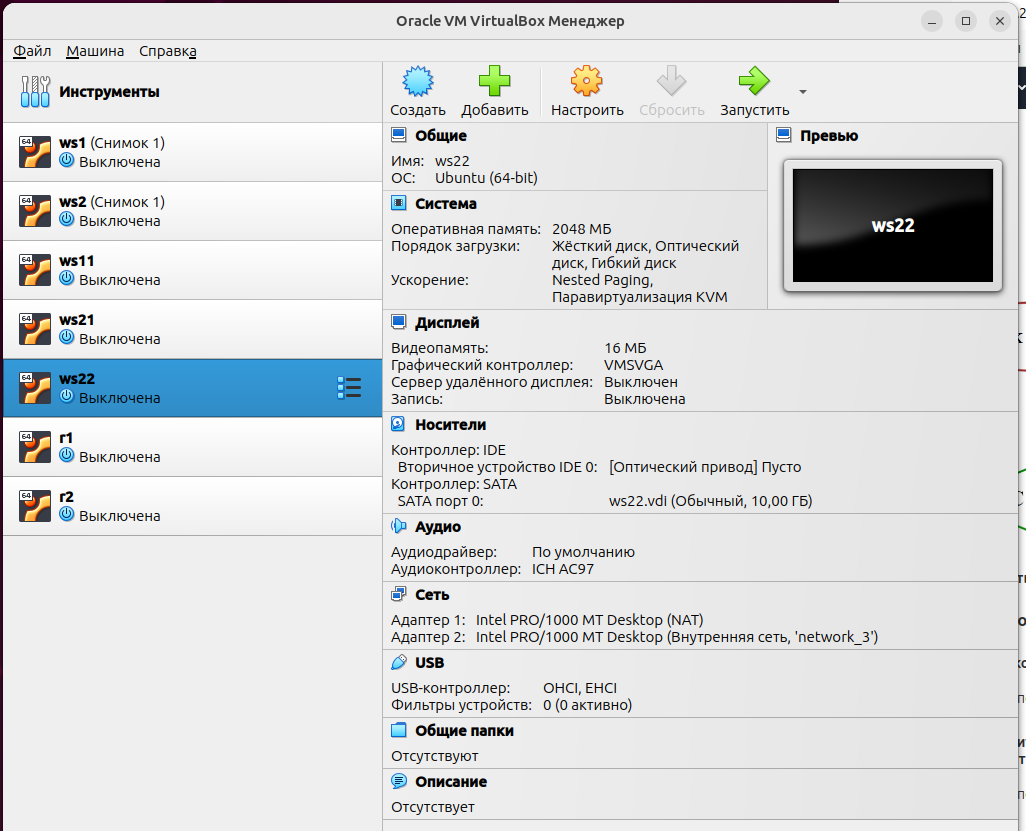 Oracle VM VirtualBox Менеджер
Файл Машина Справка
Инструменты
Создать Добавить Настроить Сбросить Запустить
64
ws1 (Снимок 1)
Выключена
64
ws2 (Снимок 1)
Выключена
64
ws11
Выключена
64
ws21
Выключена
64
ws22
Выключена
64
r1
Выключена
64
r2
Выключена
Общие
Имя: ws22
ОС: Ubuntu (64-bit)
Превью
ws22
Система
Оперативная память: 2048 МБ
Порядок загрузки: Жёсткий диск, Оптический
диск, Гибкий диск
Ускорение: Nested Paging,
Паравиртуализация KVM
Дисплей
Видеопамять: 16 МБ
Графический контроллер: VMSVGA
Сервер удалённого дисплея: Выключен
Запись: Выключена
Носители
Контроллер: IDE
Вторичное устройство IDE 0: [Оптический привод] Пусто
Контроллер: SATA
SATA порт 0: ws22.vdi (Обычный, 10,00 ГБ)
Аудио
Аудиодрайвер: По умолчанию
Аудиоконтроллер: ICH AC97
Сеть
Адаптер 1: Intel PRO/1000 MT Desktop (NAT)
Адаптер 2: Intel PRO/1000 MT Desktop (Внутренняя сеть, 'network_3')
USB
USB-контроллер: OHCI, EHCI
Фильтры устройств: 0 (0 активно)
Общие папки
Отсутствуют
Описание
Отсутствует